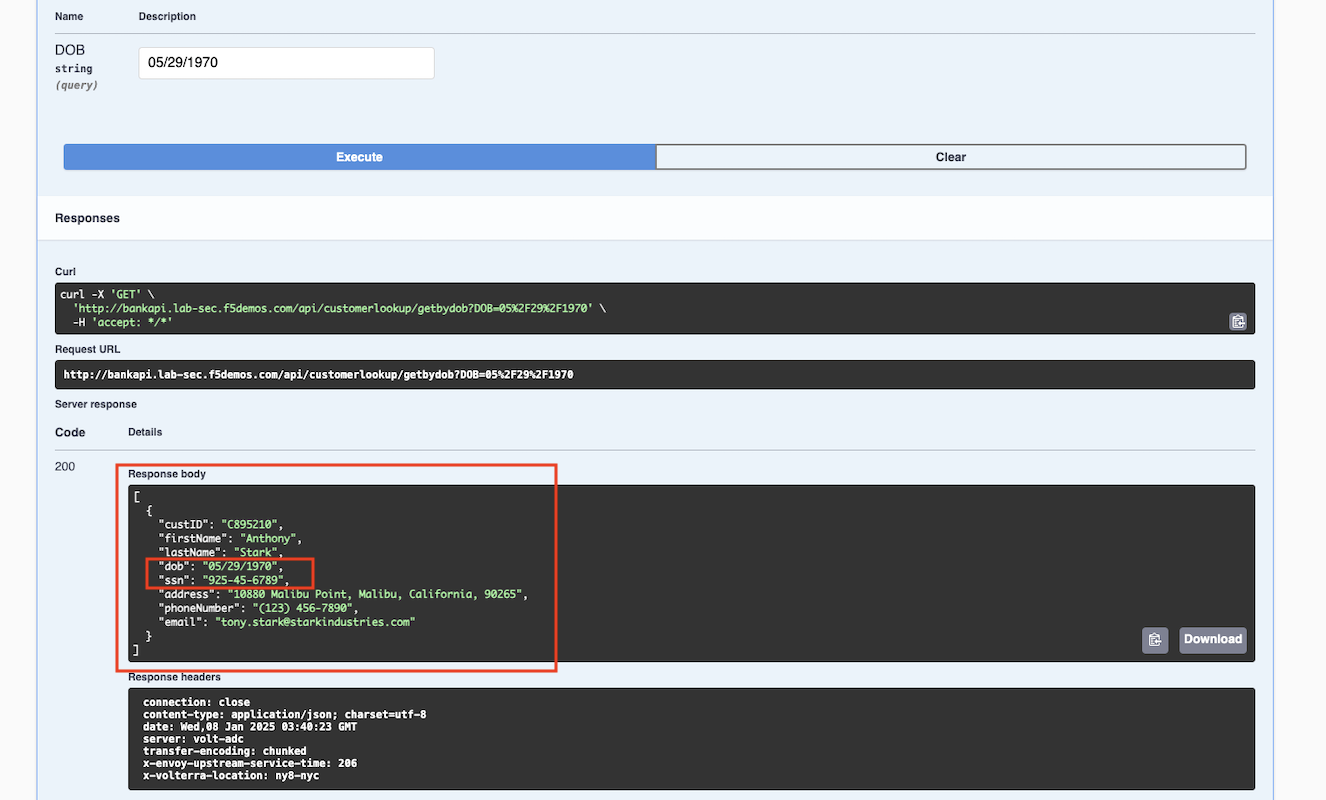 Name Description
DOB
string
(query)
05/29/1970
Execute Clear
Responses
Curl
curl -X 'GET' \
'http://bankapi.lab-sec.f5demos.com/api/customerlookup/getbydob?DOB=05%2F29%2F1970' \
-H 'accept: */*'
Request URL
http://bankapi.lab-sec.f5demos.com/api/customerlookup/getbydob?DOB=05%2F29%2F1970
Server response
Code Details
200
Response body
[
{
"custID": "C895210",
"firstName": "Anthony",
"lastName": "Stark",
"dob": "05/29/1970",
"ssn": "925-45-6789",
"address": "10880 Malibu Point, Malibu, California, 90265",
"phoneNumber": "(123) 456-7890",
"email": "tony.stark@starkindustries.com"
}
]
Download
Response headers
connection: close
content-type: application/json; charset=utf-8
date: Wed,08 Jan 2025 03:40:23 GMT
server: volt-adc
transfer-encoding: chunked
x-envoy-upstream-service-time: 206
x-volterra-location: ny8-nyc